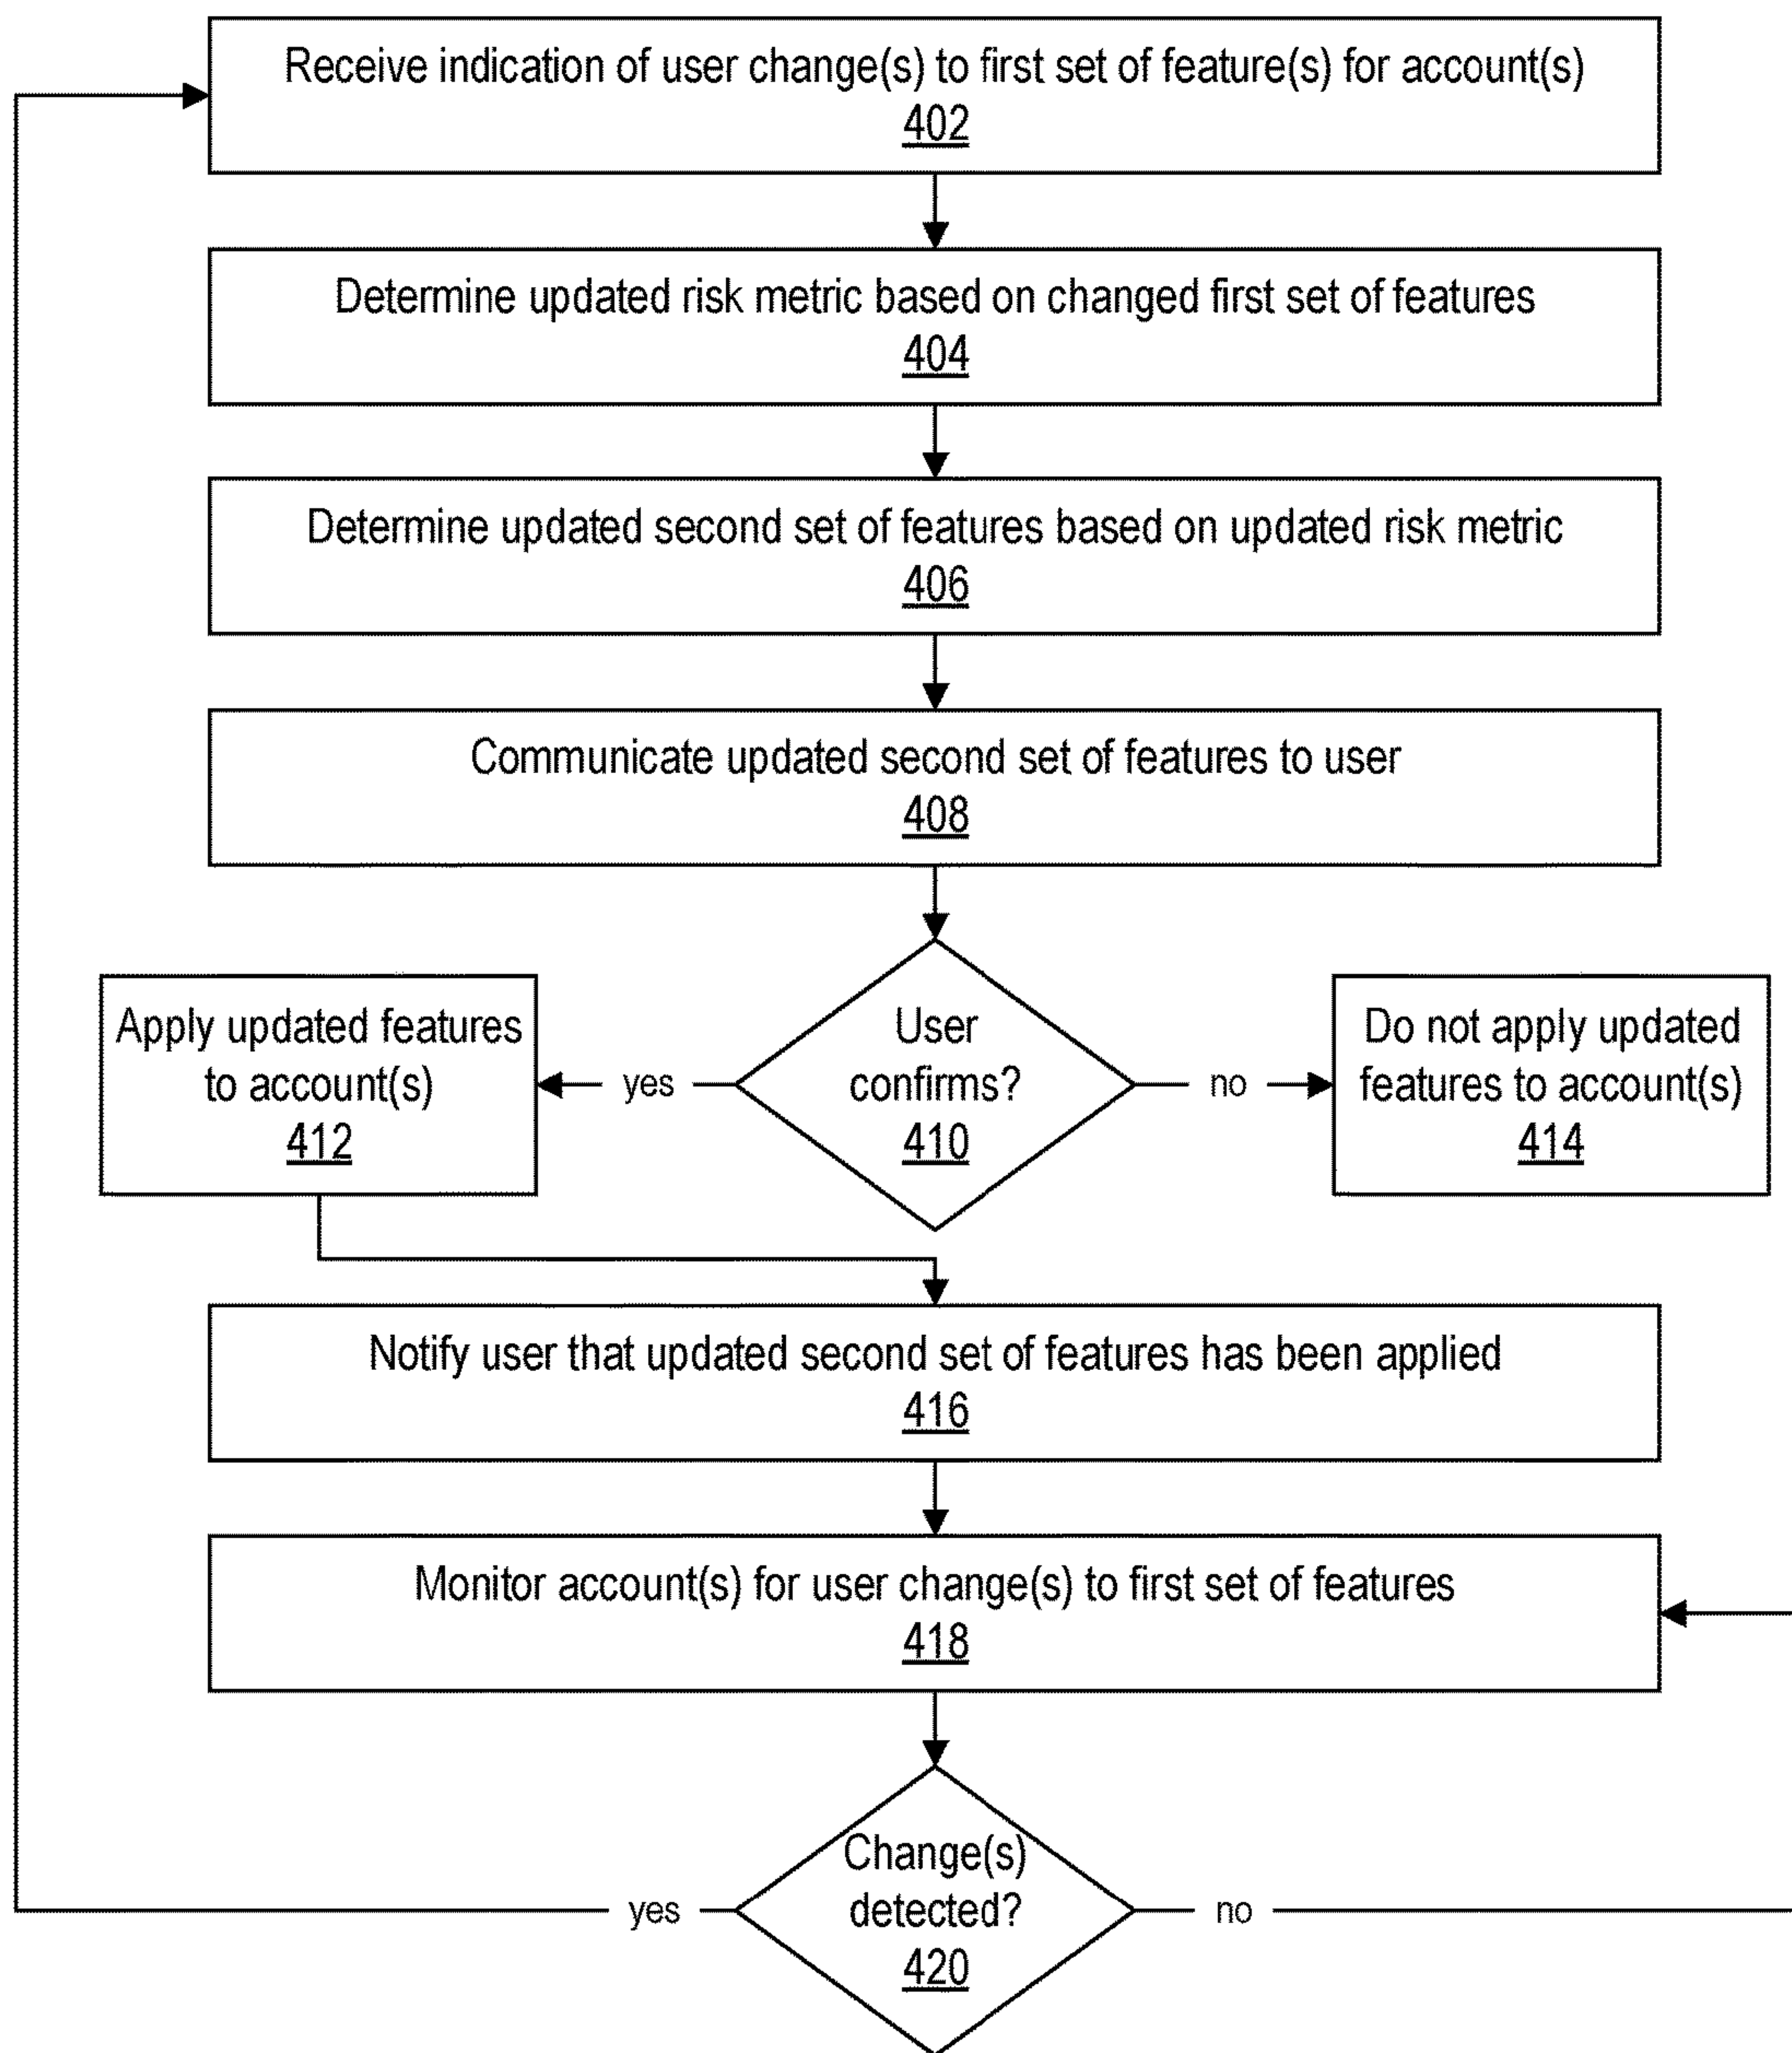 Receive indication of user change(s) to first set of feature(s) for account(s)
402
Determine updated risk metric based on changed first set of features
404
Determine updated second set of features based on updated risk metric
406
Communicate updated second set of features to user
408
Apply updated features
to account(s)
412
yes
User
confirms?
410
no
Do not apply updated
features to account(s)
414
Notify user that updated second set of features has been applied
416
Monitor account(s) for user change(s) to first set of features
418
yes
Change(s)
detected?
420
no